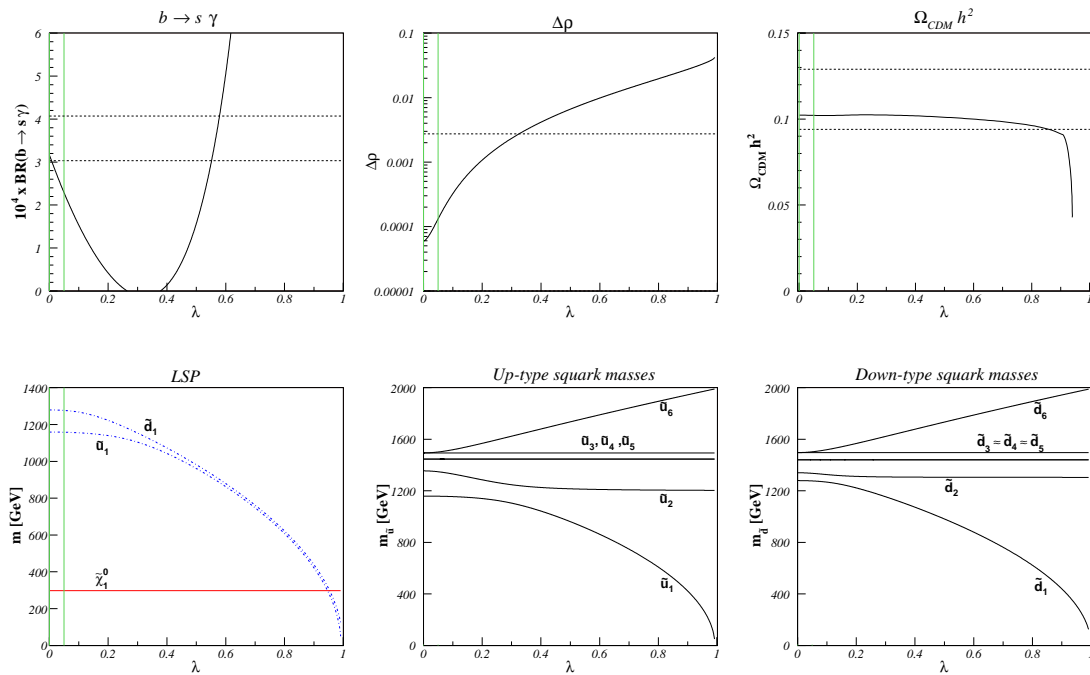 b → s γ
10⁴ x BR(b → s γ)
6
5
4
3
2
1
0
0 0.2 0.4 0.6 0.8 1
λ
Δρ
Δρ
0.1
0.01
0.001
0.0001
0.00001
0 0.2 0.4 0.6 0.8 1
λ
Ω_CDM h²
Ω_CDM h²
0.15
0.1
0.05
0
0 0.2 0.4 0.6 0.8 1
λ
LSP
m [GeV]
1400
1200
1000
800
600
400
200
0
d̃₁
ũ₁
χ̃₁⁰
0 0.2 0.4 0.6 0.8 1
λ
Up-type squark masses
m_ũ [GeV]
2000
1600
1200
800
400
0
ũ₆
ũ₃, ũ₄ ,ũ₅
ũ₂
ũ₁
0 0.2 0.4 0.6 0.8 1
λ
Down-type squark masses
m_d̃ [GeV]
2000
1600
1200
800
400
0
d̃₆
d̃₃ ≈ d̃₄ ≈ d̃₅
d̃₂
d̃₁
0 0.2 0.4 0.6 0.8 1
λ